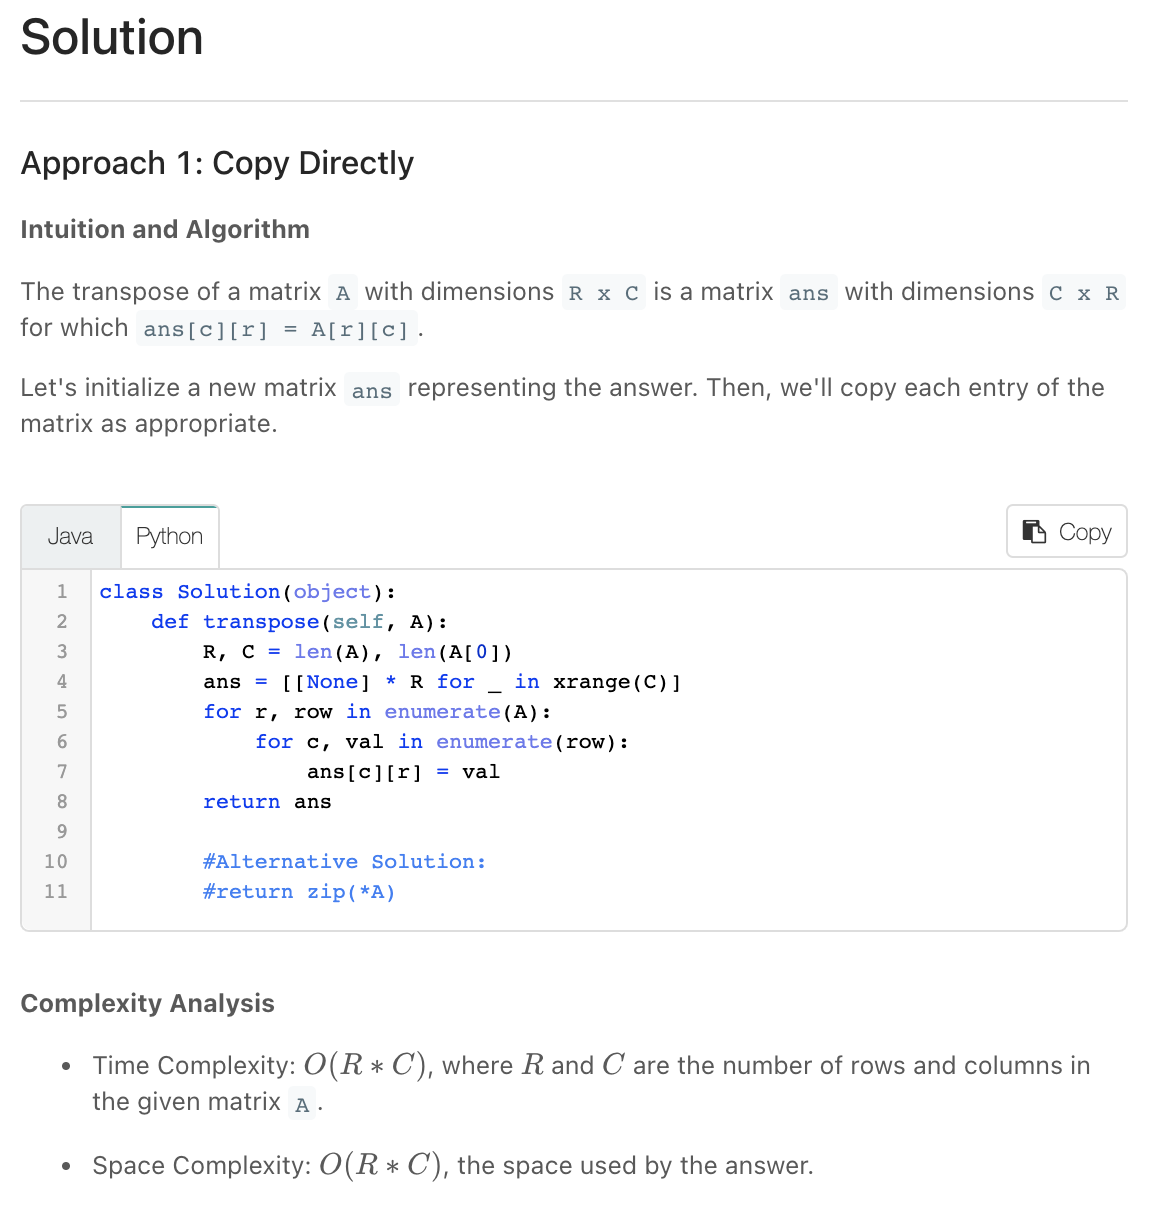 Solution
Approach 1: Copy Directly
Intuition and Algorithm
The transpose of a matrix A with dimensions R x C is a matrix ans with dimensions C x R
for which ans[c][r] = A[r][c].
Let's initialize a new matrix ans representing the answer. Then, we'll copy each entry of the
matrix as appropriate.
Java Python Copy
1 class Solution(object):
2     def transpose(self, A):
3         R, C = len(A), len(A[0])
4         ans = [[None] * R for _ in xrange(C)]
5         for r, row in enumerate(A):
6             for c, val in enumerate(row):
7                 ans[c][r] = val
8         return ans
9
10         #Alternative Solution:
11         #return zip(*A)
Complexity Analysis
• Time Complexity: O(R * C), where R and C are the number of rows and columns in
the given matrix A.
• Space Complexity: O(R * C), the space used by the answer.